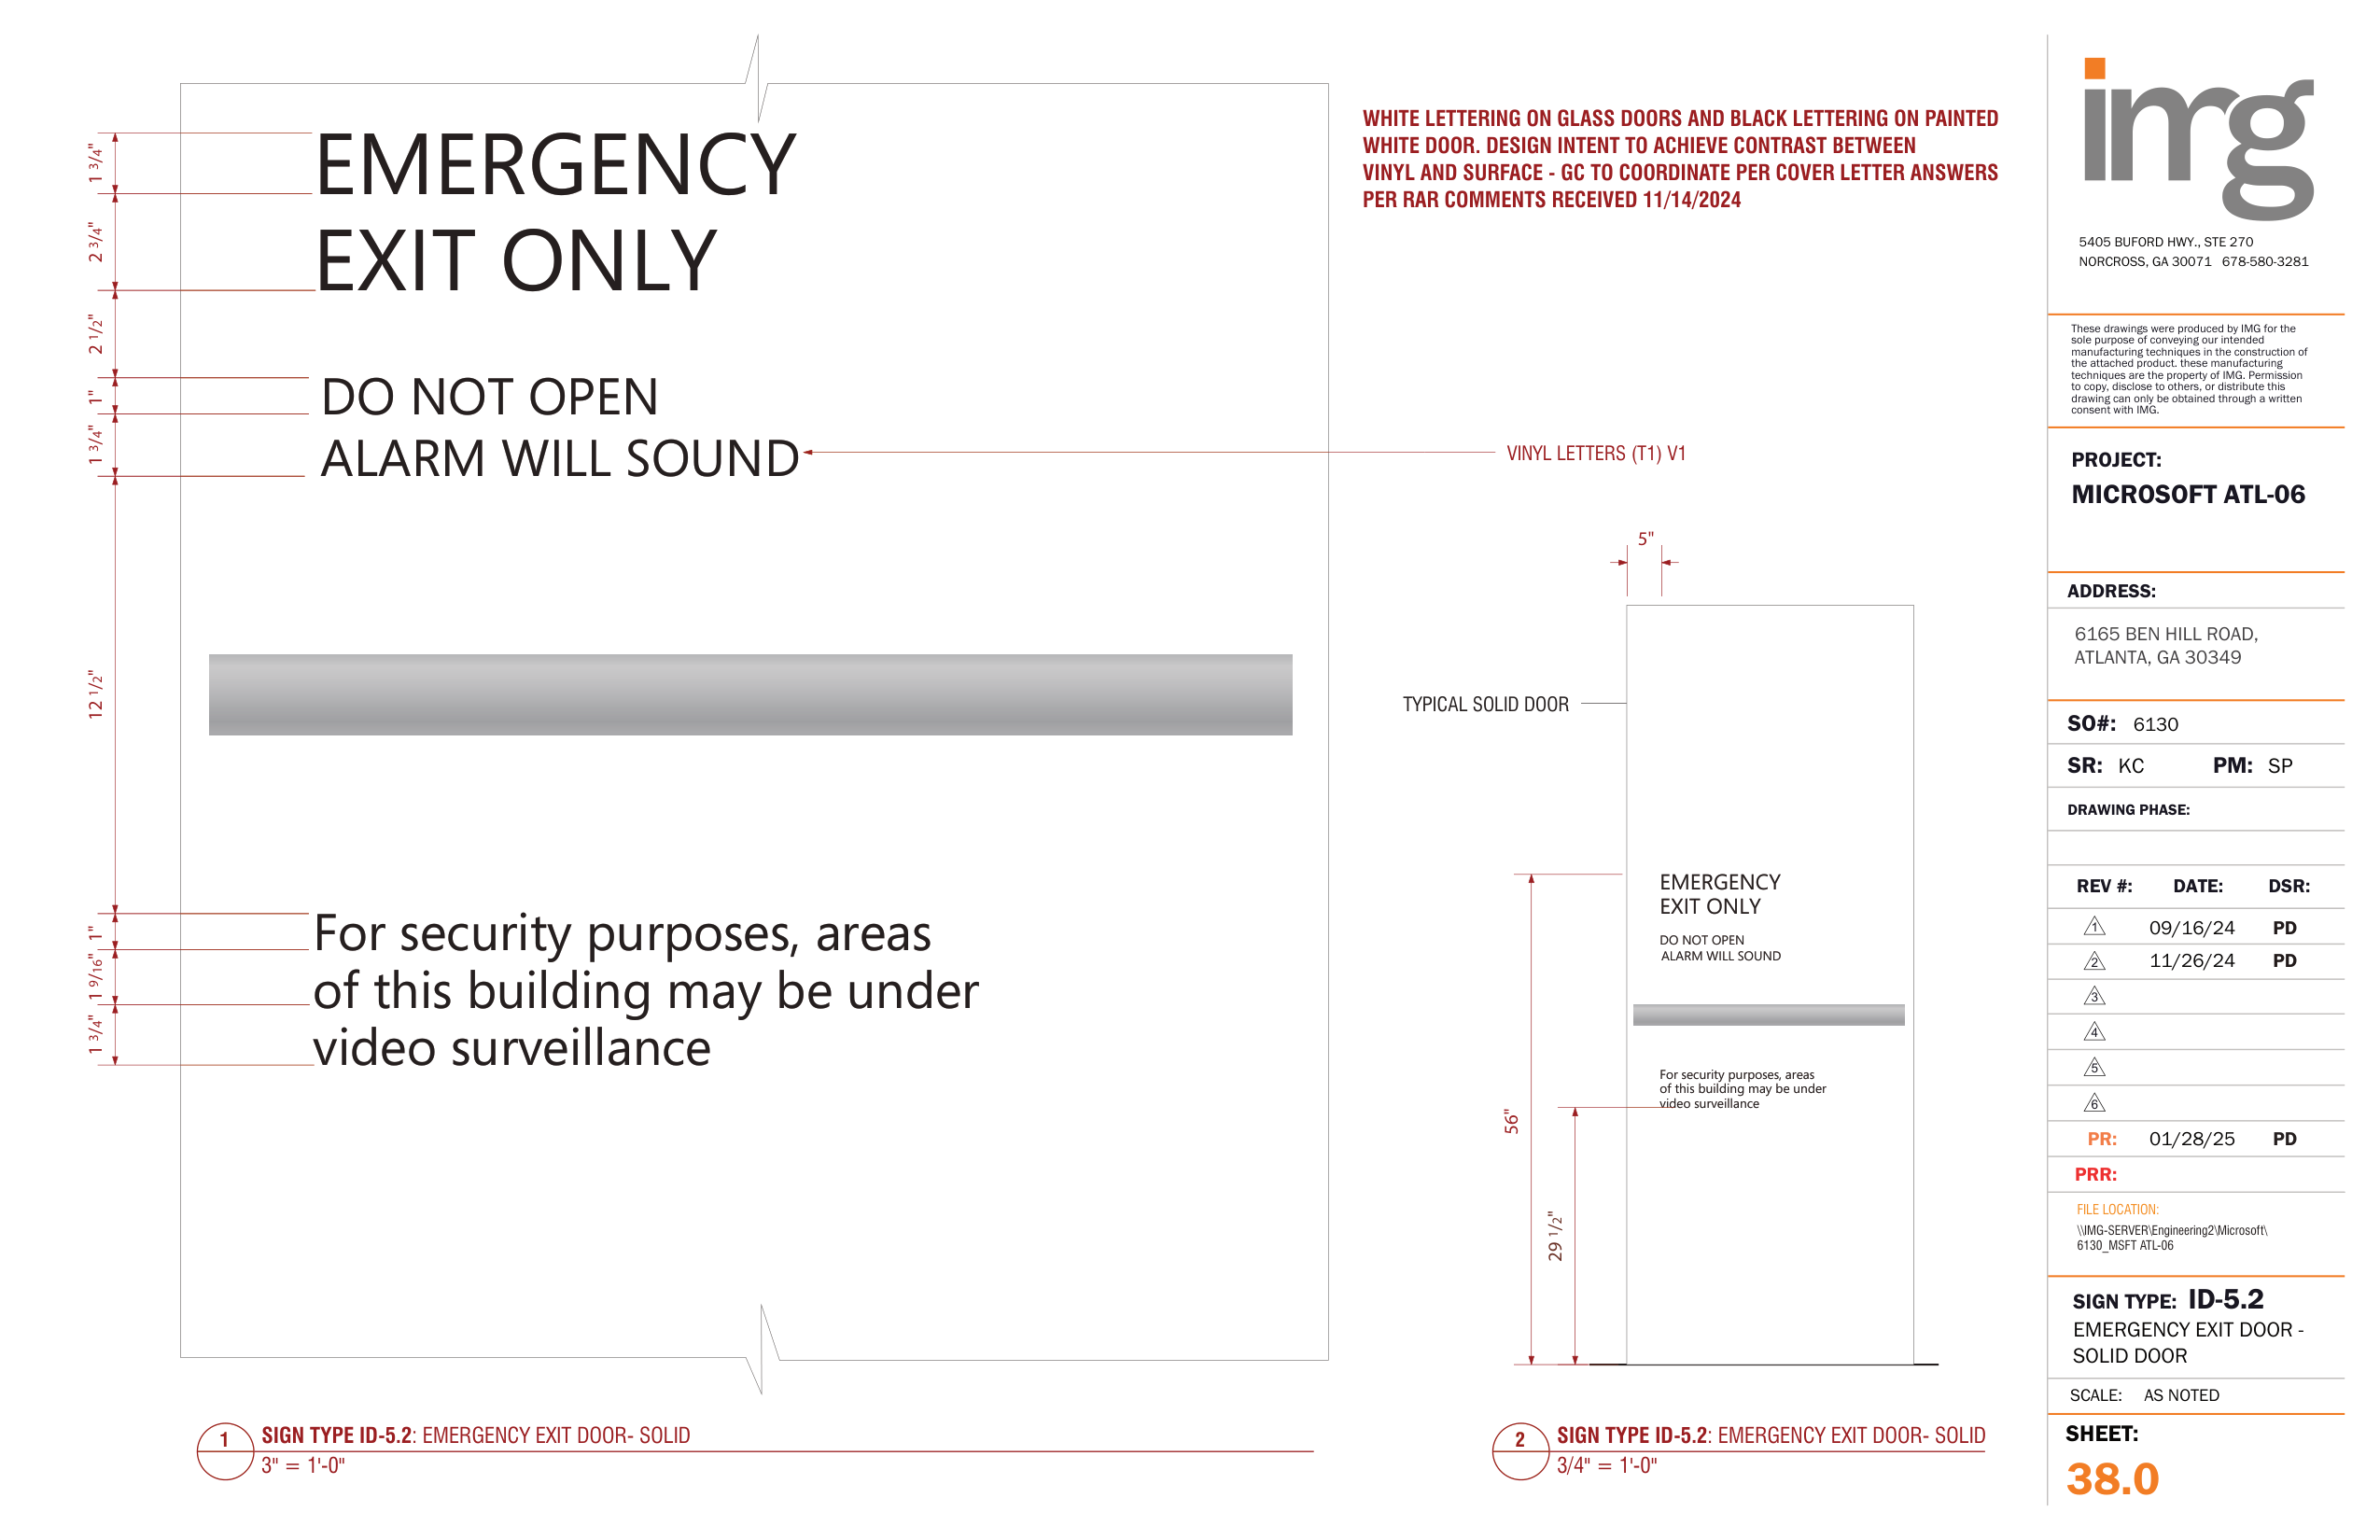 EMERGENCY
EXIT ONLY
DO NOT OPEN
ALARM WILL SOUND
For security purposes, areas
of this building may be under
video surveillance
1 3/4"
2 3/4"
2 1/2"
1"
1 3/4"
12 1/2"
1"
1 9/16"
1 3/4"
1
SIGN TYPE ID-5.2: EMERGENCY EXIT DOOR- SOLID
3" = 1'-0"
WHITE LETTERING ON GLASS DOORS AND BLACK LETTERING ON PAINTED
WHITE DOOR. DESIGN INTENT TO ACHIEVE CONTRAST BETWEEN
VINYL AND SURFACE - GC TO COORDINATE PER COVER LETTER ANSWERS
PER RAR COMMENTS RECEIVED 11/14/2024
VINYL LETTERS (T1) V1
5"
TYPICAL SOLID DOOR
EMERGENCY
EXIT ONLY
DO NOT OPEN
ALARM WILL SOUND
For security purposes, areas
of this building may be under
video surveillance
56"
29 1/2"
2
SIGN TYPE ID-5.2: EMERGENCY EXIT DOOR- SOLID
3/4" = 1'-0"
img
5405 BUFORD HWY., STE 270
NORCROSS, GA 30071 678-580-3281
These drawings were produced by IMG for the
sole purpose of conveying our intended
manufacturing techniques in the construction of
the attached product. these manufacturing
techniques are the property of IMG. Permission
to copy, disclose to others, or distribute this
drawing can only be obtained through a written
consent with IMG.
PROJECT:
MICROSOFT ATL-06
ADDRESS:
6165 BEN HILL ROAD,
ATLANTA, GA 30349
SO#: 6130
SR: KC PM: SP
DRAWING PHASE:
REV #: DATE: DSR:
1 09/16/24 PD
2 11/26/24 PD
3
4
5
6
PR: 01/28/25 PD
PRR:
FILE LOCATION:
\\IMG-SERVER\Engineering2\Microsoft\
6130_MSFT ATL-06
SIGN TYPE: ID-5.2
EMERGENCY EXIT DOOR -
SOLID DOOR
SCALE: AS NOTED
SHEET:
38.0